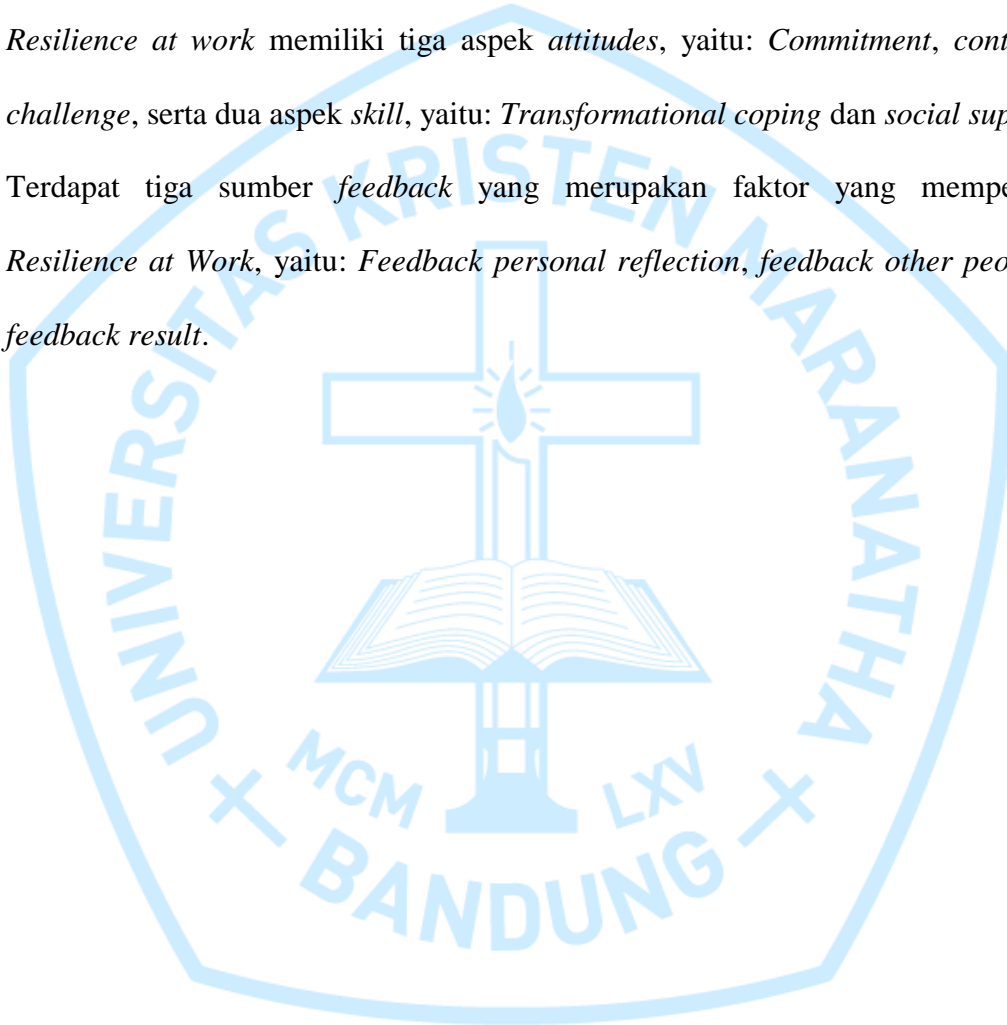 Resilience at work memiliki tiga aspek attitudes, yaitu: Commitment, cont
challenge, serta dua aspek skill, yaitu: Transformational coping dan social sup
Terdapat tiga sumber feedback yang merupakan faktor yang mempe
Resilience at Work, yaitu: Feedback personal reflection, feedback other peo
feedback result.
UNIVERSITAS KRISTEN MARANATHA
MCM LXV
BANDUNG